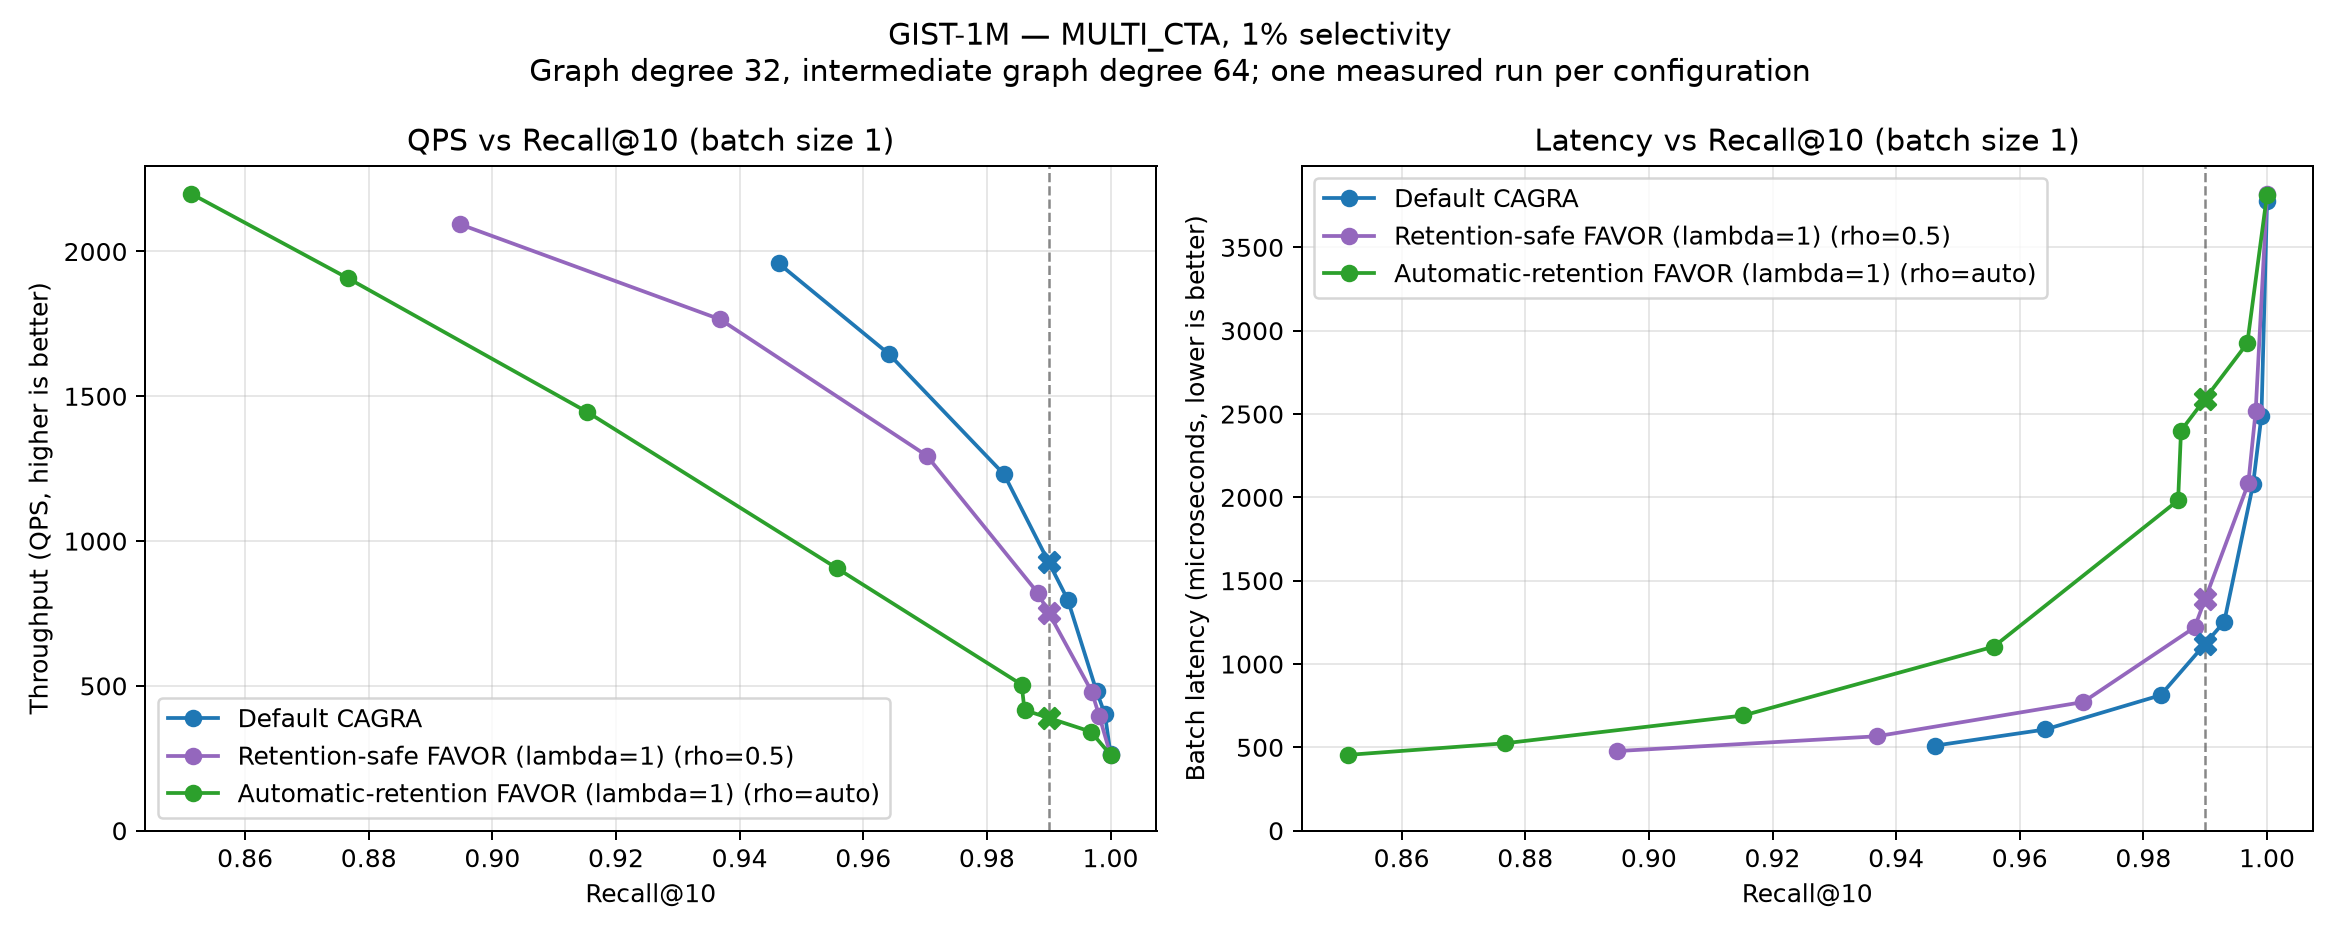 GIST-1M — MULTI_CTA, 1% selectivity
Graph degree 32, intermediate graph degree 64; one measured run per configuration
QPS vs Recall@10 (batch size 1)
Throughput (QPS, higher is better)
2000
1500
1000
500
0
Default CAGRA
Retention-safe FAVOR (lambda=1) (rho=0.5)
Automatic-retention FAVOR (lambda=1) (rho=auto)
0.86 0.88 0.90 0.92 0.94 0.96 0.98 1.00
Recall@10
Latency vs Recall@10 (batch size 1)
Batch latency (microseconds, lower is better)
Default CAGRA
Retention-safe FAVOR (lambda=1) (rho=0.5)
Automatic-retention FAVOR (lambda=1) (rho=auto)
3500
3000
2500
2000
1500
1000
500
0
0.86 0.88 0.90 0.92 0.94 0.96 0.98 1.00
Recall@10